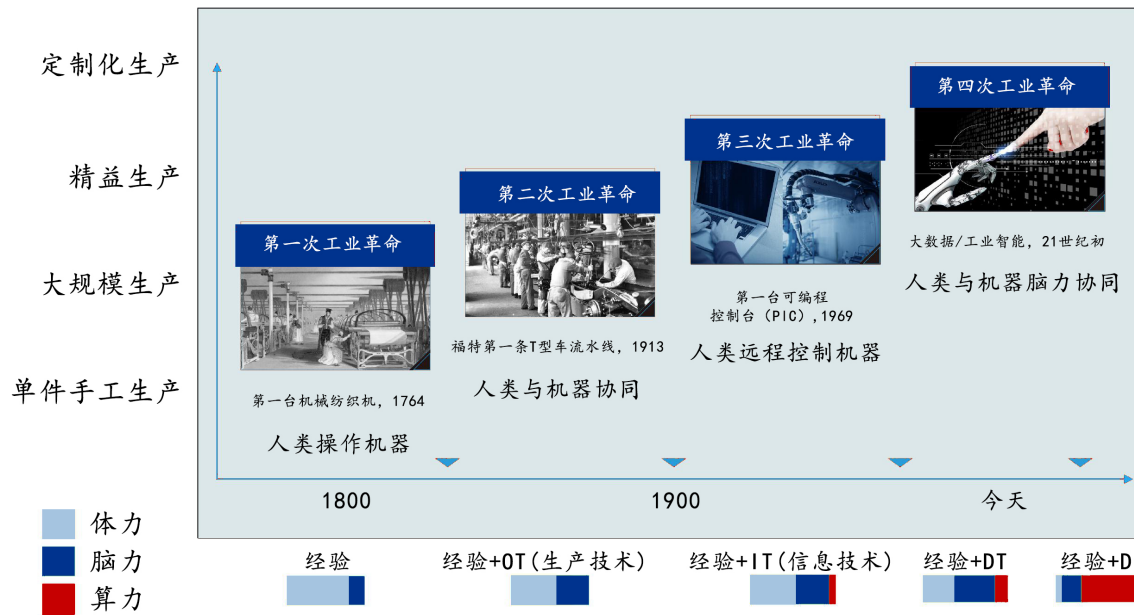 定制化生产
精益生产
大规模生产
单件手工生产
第一次工业革命
第一台机械纺织机, 1764
人类操作机器
第二次工业革命
福特第一条T型车流水线, 1913
人类与机器协同
第三次工业革命
第一台可编程
控制台（PIC）,1969
人类远程控制机器
第四次工业革命
大数据/工业智能, 21世纪初
人类与机器脑力协同
1800
1900
今天
体力
脑力
算力
经验
经验+OT(生产技术)
经验+IT(信息技术)
经验+DT
经验+D